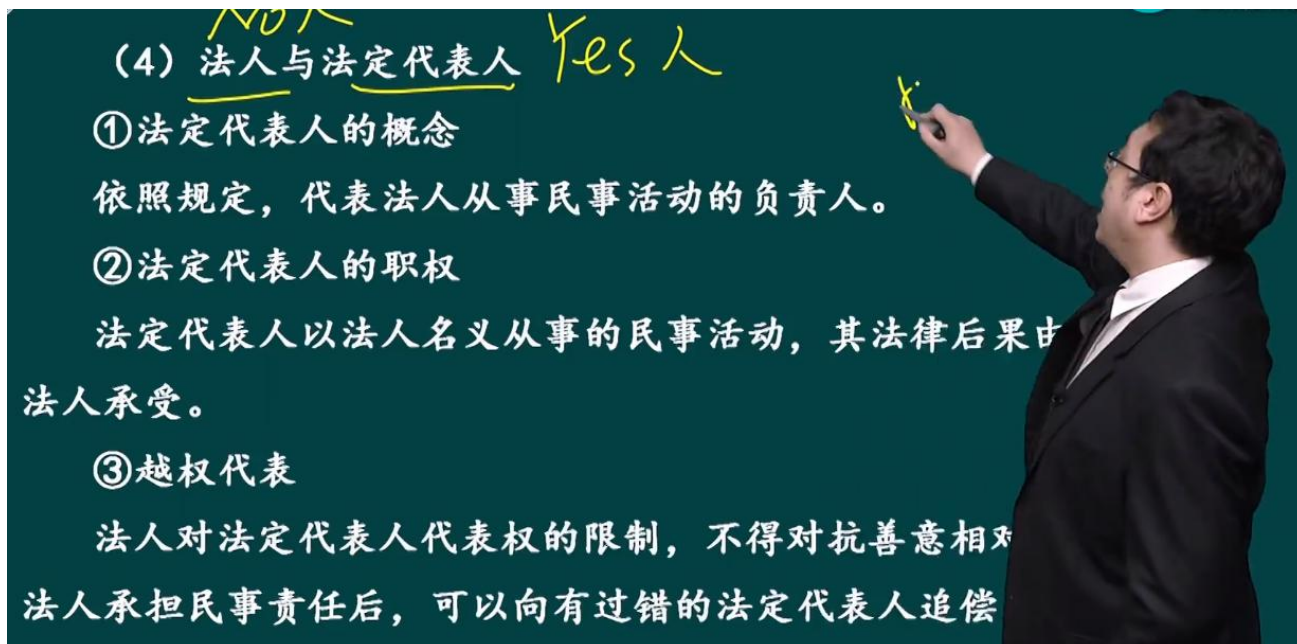 No人
(4) 法人与法定代表人 Yes人
①法定代表人的概念
依照规定，代表法人从事民事活动的负责人。
②法定代表人的职权
法定代表人以法人名义从事的民事活动，其法律后果由
法人承受。
③越权代表
法人对法定代表人代表权的限制，不得对抗善意相对
法人承担民事责任后，可以向有过错的法定代表人追偿